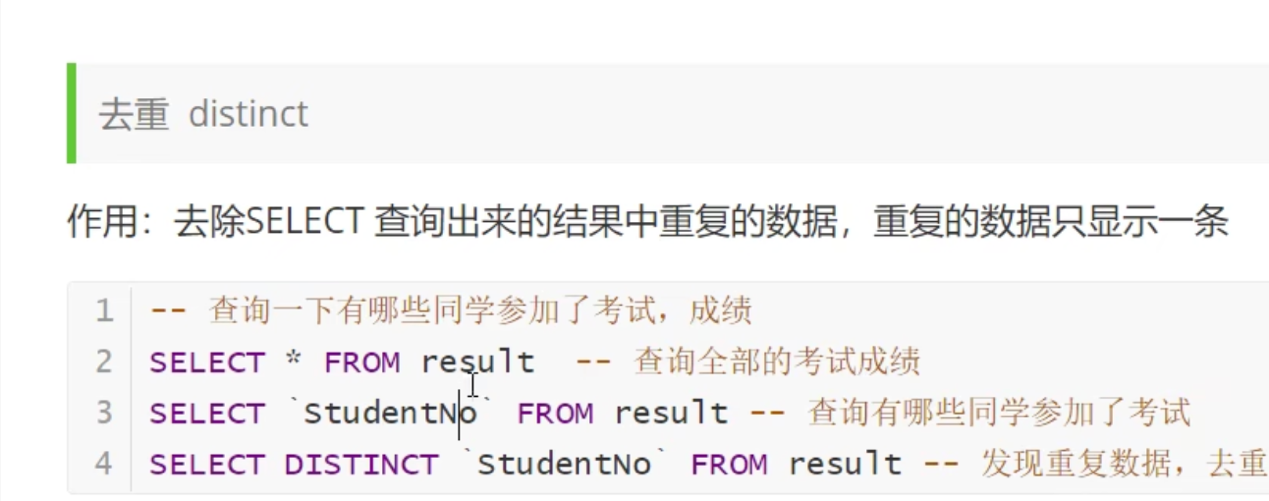 去重 distinct
作用：去除SELECT 查询出来的结果中重复的数据，重复的数据只显示一条
1 -- 查询一下有哪些同学参加了考试，成绩
2 SELECT * FROM result -- 查询全部的考试成绩
3 SELECT `StudentNo` FROM result -- 查询有哪些同学参加了考试
4 SELECT DISTINCT `StudentNo` FROM result -- 发现重复数据，去重